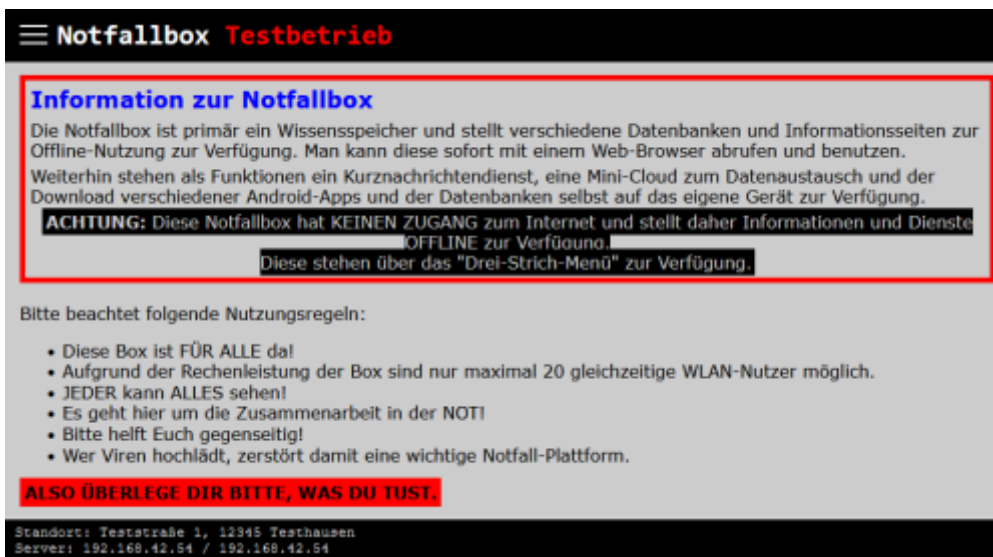 Notfallbox Testbetrieb
Information zur Notfallbox
Die Notfallbox ist primär ein Wissensspeicher und stellt verschiedene Datenbanken und Informationsseiten zur
Offline-Nutzung zur Verfügung. Man kann diese sofort mit einem Web-Browser abrufen und benutzen.
Weiterhin stehen als Funktionen ein Kurznachrichtendienst, eine Mini-Cloud zum Datenaustausch und der
Download verschiedener Android-Apps und der Datenbanken selbst auf das eigene Gerät zur Verfügung.
ACHTUNG: Diese Notfallbox hat KEINEN ZUGANG zum Internet und stellt daher Informationen und Dienste
OFFLINE zur Verfügung.
Diese stehen über das "Drei-Strich-Menü" zur Verfügung.
Bitte beachtet folgende Nutzungsregeln:
• Diese Box ist FÜR ALLE da!
• Aufgrund der Rechenleistung der Box sind nur maximal 20 gleichzeitige WLAN-Nutzer möglich.
• JEDER kann ALLES sehen!
• Es geht hier um die Zusammenarbeit in der NOT!
• Bitte helft Euch gegenseitig!
• Wer Viren hochlädt, zerstört damit eine wichtige Notfall-Plattform.
ALSO ÜBERLEGE DIR BITTE, WAS DU TUST.
Standort: Teststraße 1, 12345 Testhausen
Server: 192.168.42.54 / 192.168.42.54